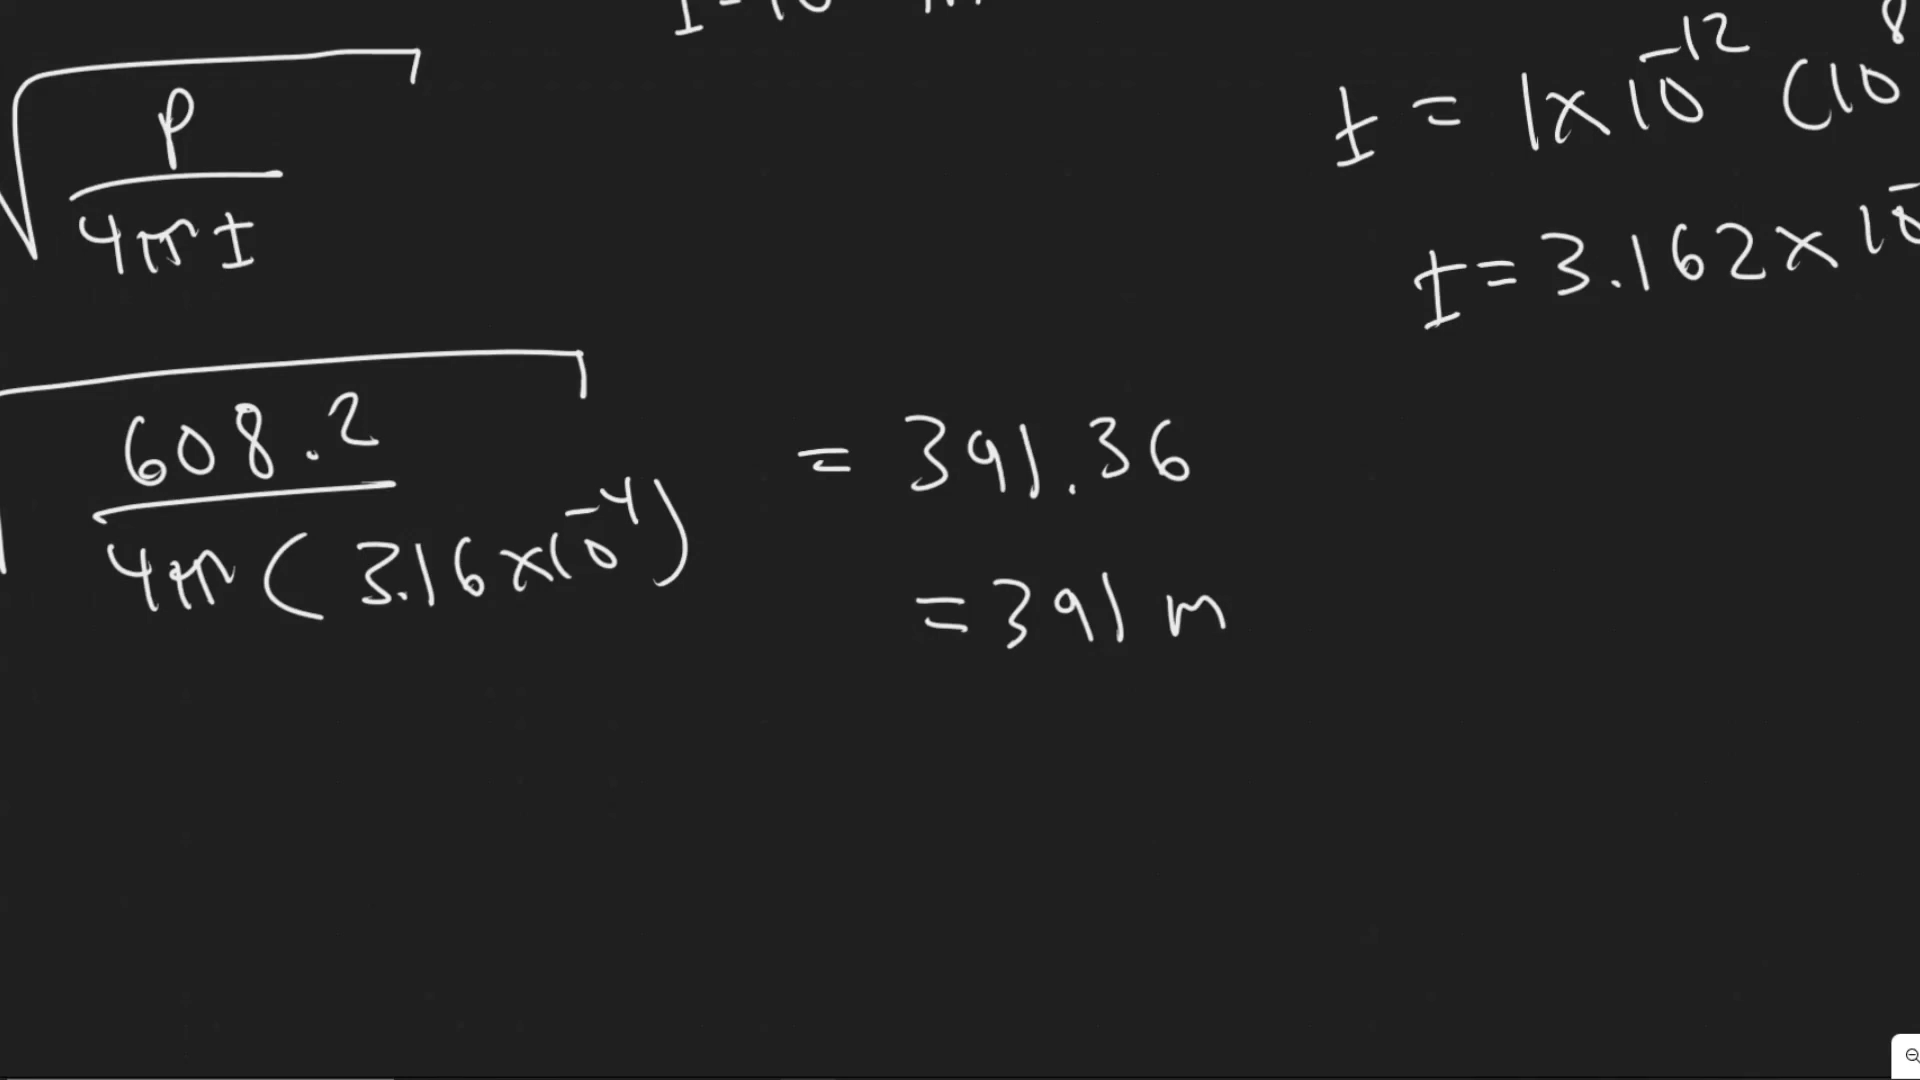 √(P / 4πI)
I = 1×10^-12 (10^8
I = 3.162×10^-
608.2 / 4π(3.16×10^-4) = 391.36
= 391 m